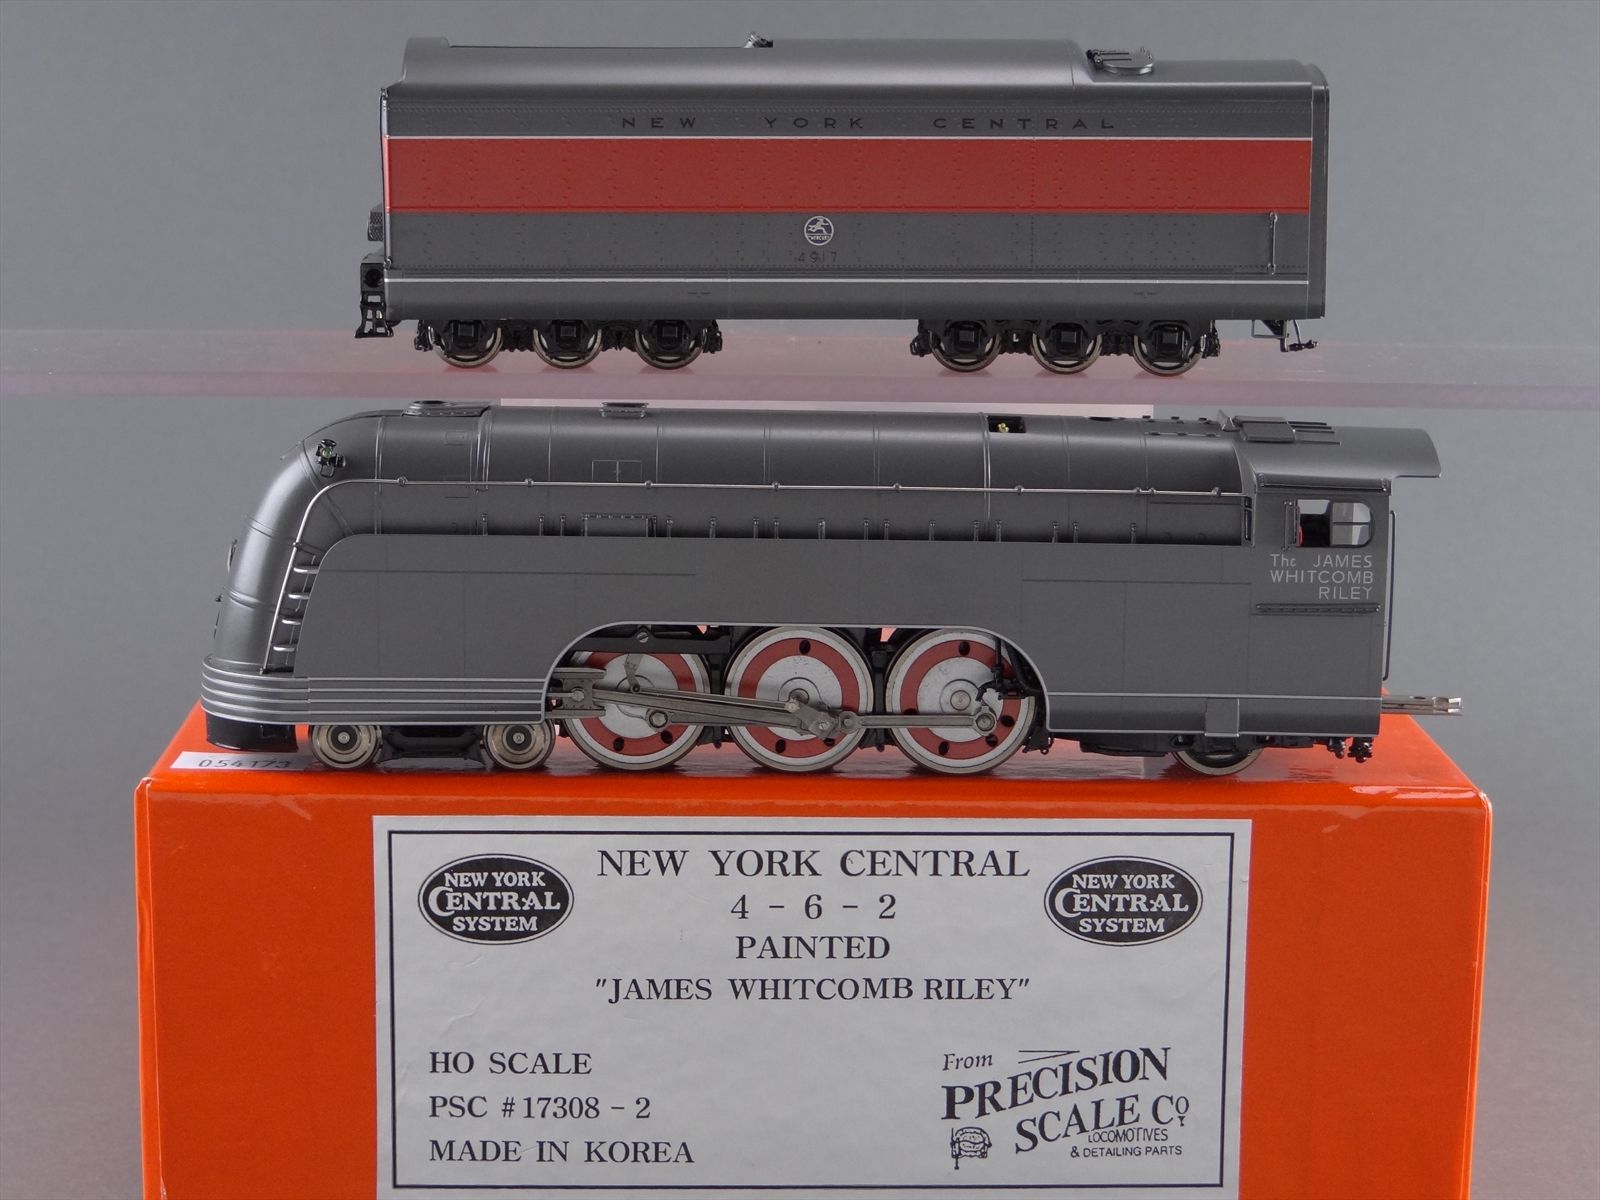 NEW YORK CENTRAL
MERCURY
4917
The JAMES
WHITCOMB
RILEY
054173
NEW YORK CENTRAL
4 - 6 - 2
PAINTED
"JAMES WHITCOMB RILEY"
NEW YORK
CENTRAL
SYSTEM
NEW YORK
CENTRAL
SYSTEM
HO SCALE
PSC # 17308 - 2
MADE IN KOREA
From
PRECISION
SCALE CO
LOCOMOTIVES
& DETAILING PARTS